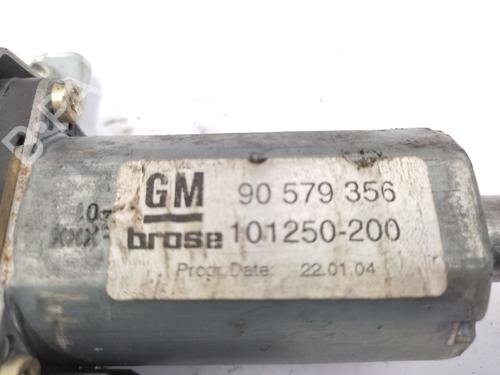 GM 90 579 356
brose 101250-200
Progr. Date: 22.01.04